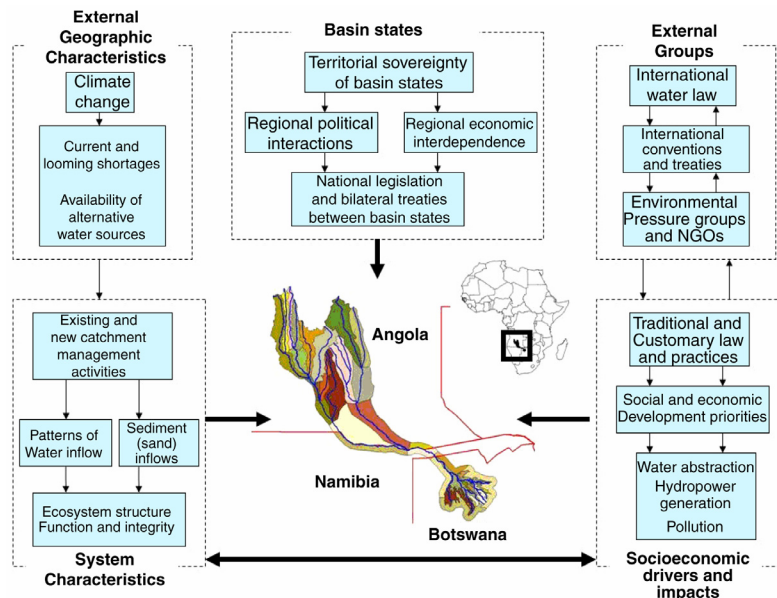 External
Geographic
Characteristics
Climate
change
Current and
looming shortages
Availability of
alternative
water sources
Basin states
Territorial sovereignty
of basin states
Regional political
interactions
Regional economic
interdependence
National legislation
and bilateral treaties
between basin states
External
Groups
International
water law
International
conventions
and treaties
Environmental
Pressure groups
and NGOs
Existing and
new catchment
management
activities
Patterns of
Water inflow
Sediment
(sand)
inflows
Ecosystem structure
Function and integrity
System
Characteristics
Angola
Namibia
Botswana
Traditional and
Customary law
and practices
Social and economic
Development priorities
Water abstraction
Hydropower
generation
Pollution
Socioeconomic
drivers and
impacts